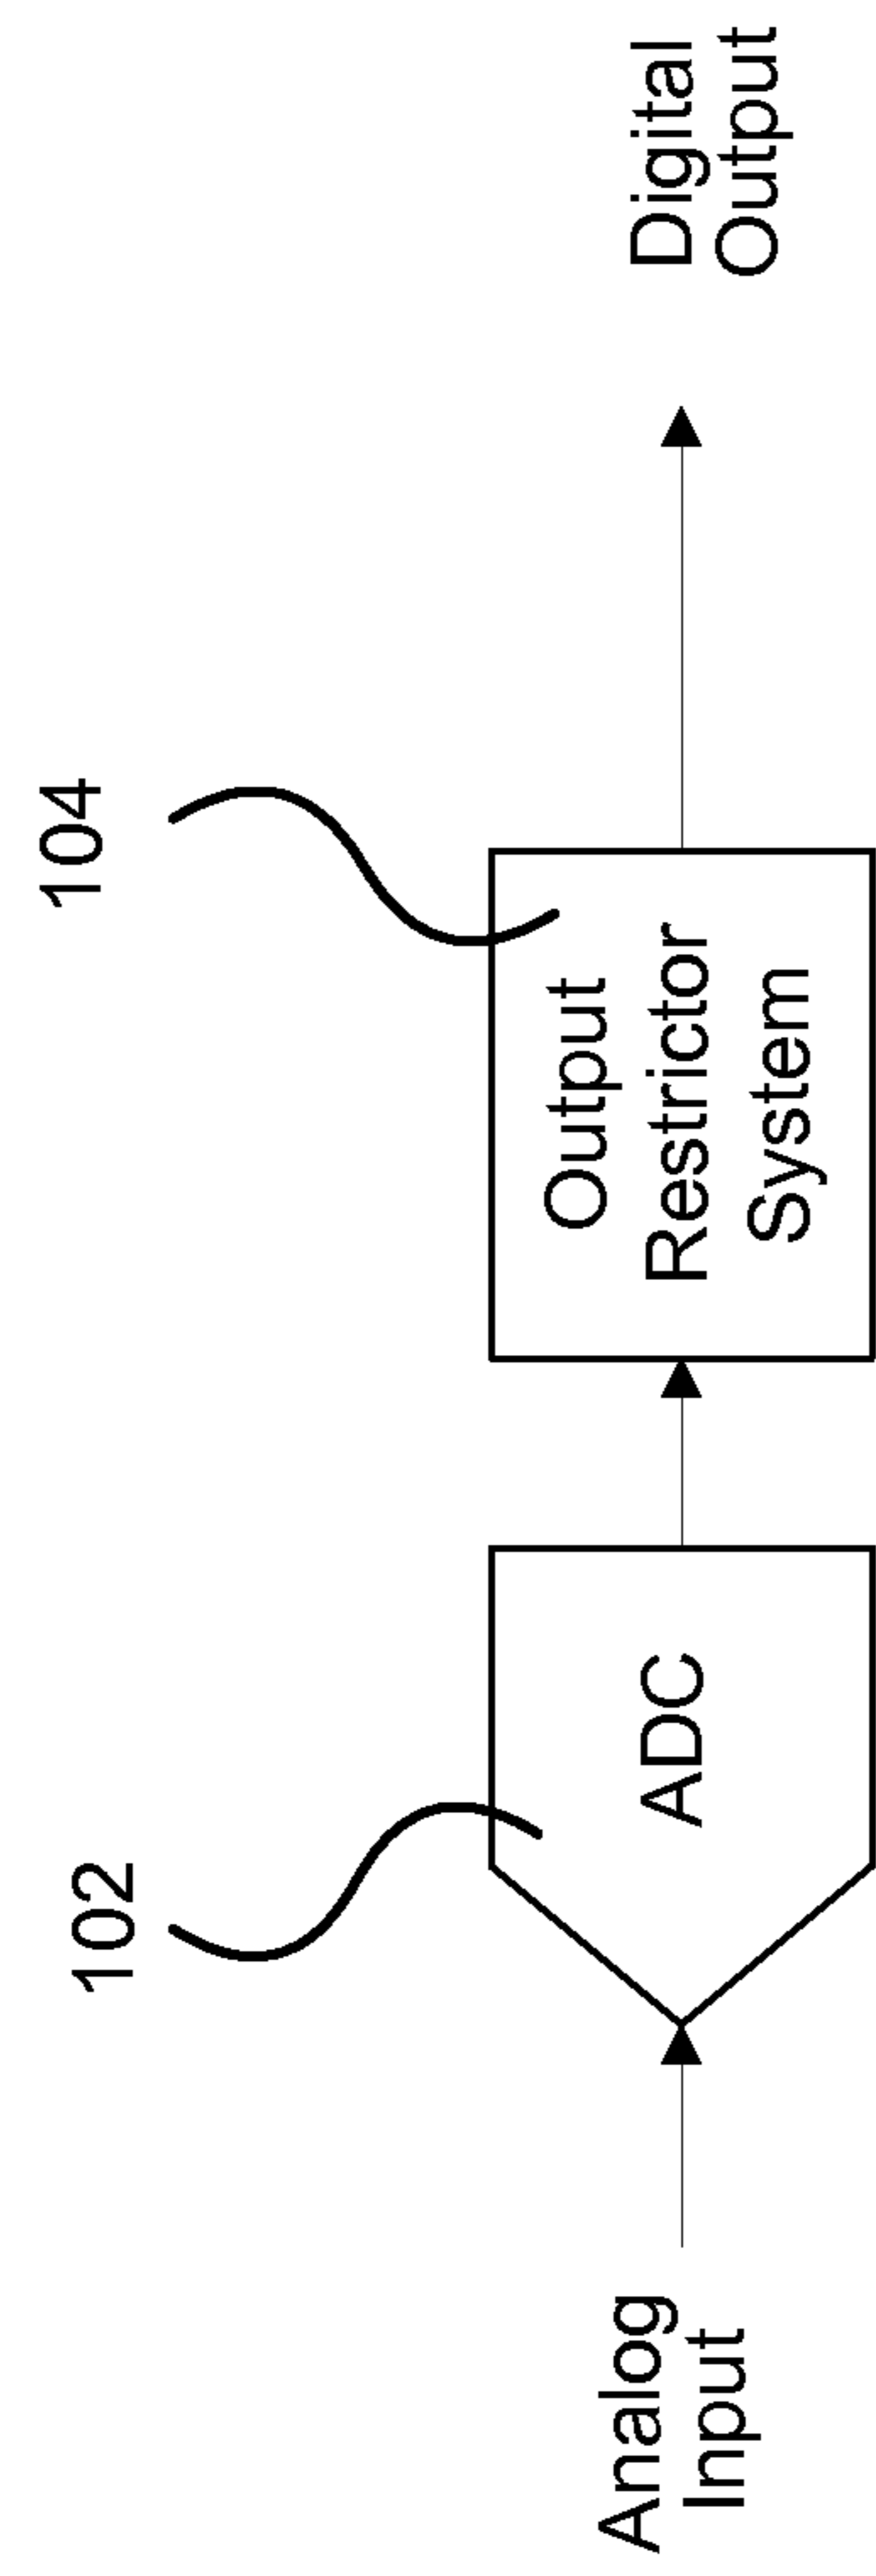 102
104
Analog
Input
ADC
Output
Restrictor
System
Digital
Output